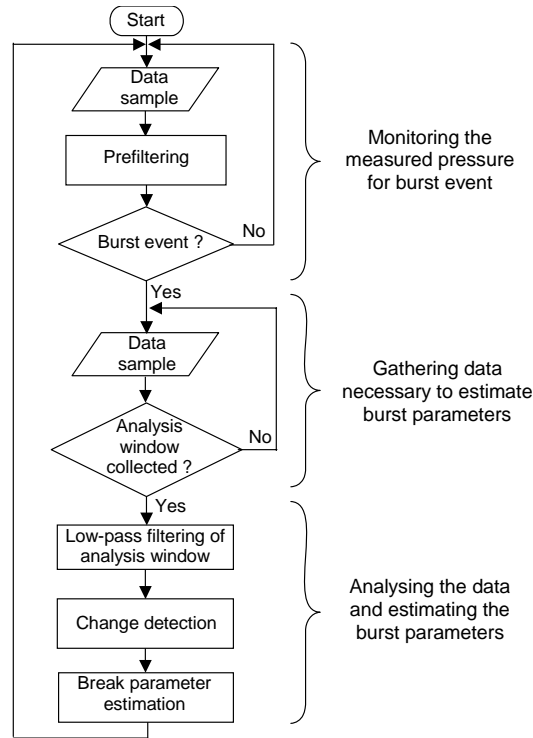 Start
Data
sample
Prefiltering
Burst event ?
No
Yes
Monitoring the
measured pressure
for burst event
Data
sample
Analysis
window
collected ?
No
Yes
Gathering data
necessary to estimate
burst parameters
Low-pass filtering of
analysis window
Change detection
Break parameter
estimation
Analysing the data
and estimating the
burst parameters